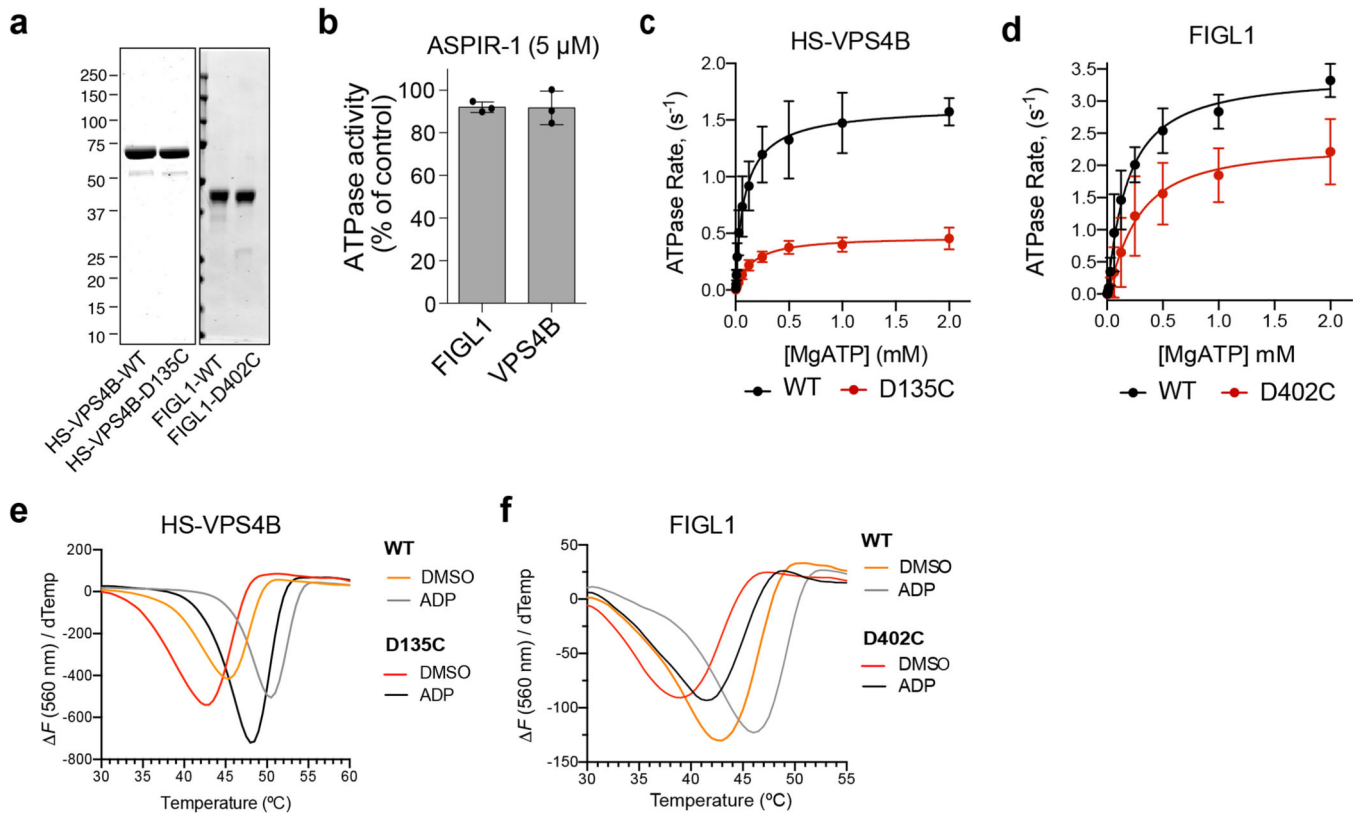 a
250
150
100
75
50
37
25
20
15
10
HS-VPS4B-WT
HS-VPS4B-D135C
FIGL1-WT
FIGL1-D402C
b
ASPIR-1 (5 µM)
ATPase activity
(% of control)
100
80
60
40
20
0
FIGL1
VPS4B
c
HS-VPS4B
ATPase Rate, (s⁻¹)
2.0
1.5
1.0
0.5
0.0
0.0 0.5 1.0 1.5 2.0
[MgATP] (mM)
WT D135C
d
FIGL1
ATPase Rate, (s⁻¹)
3.5
3.0
2.5
2.0
1.5
1.0
0.5
0.0
0.0 0.5 1.0 1.5 2.0
[MgATP] mM
WT D402C
e
HS-VPS4B
ΔF (560 nm) / dTemp
200
0
-200
-400
-600
-800
30 35 40 45 50 55 60
Temperature (ºC)
WT
DMSO
ADP
D135C
DMSO
ADP
f
FIGL1
ΔF (560 nm) / dTemp
50
25
0
-50
-100
-150
30 35 40 45 50 55
Temperature (ºC)
WT
DMSO
ADP
D402C
DMSO
ADP